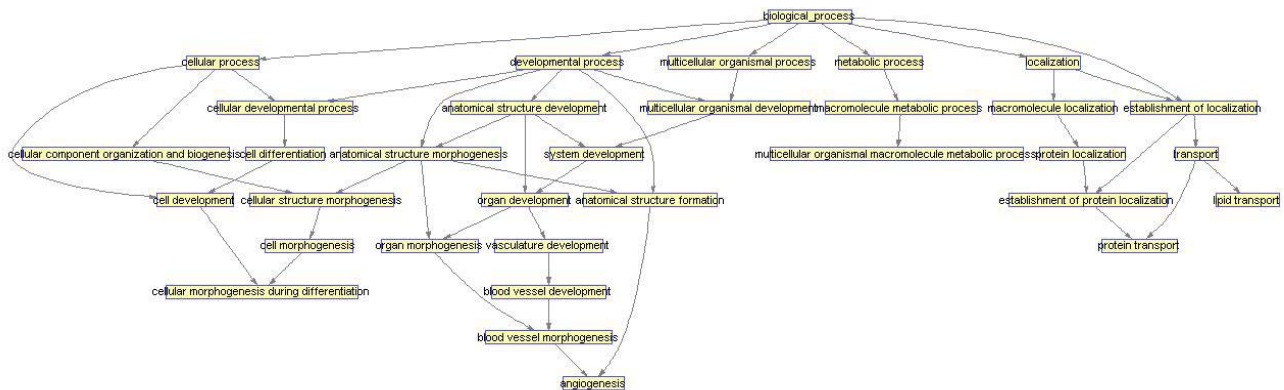 biological_process
cellular process
developmental process
multicellular organismal process
metabolic process
localization
cellular developmental process
anatomical structure development
multicellular organismal development
macromolecule metabolic process
macromolecule localization
establishment of localization
cellular component organization and biogenesis
cell differentiation
anatomical structure morphogenesis
system development
multicellular organismal macromolecule metabolic process
protein localization
transport
cell development
cellular structure morphogenesis
organ development
anatomical structure formation
establishment of protein localization
lipid transport
cell morphogenesis
organ morphogenesis
vasculature development
protein transport
cellular morphogenesis during differentiation
blood vessel development
blood vessel morphogenesis
angiogenesis